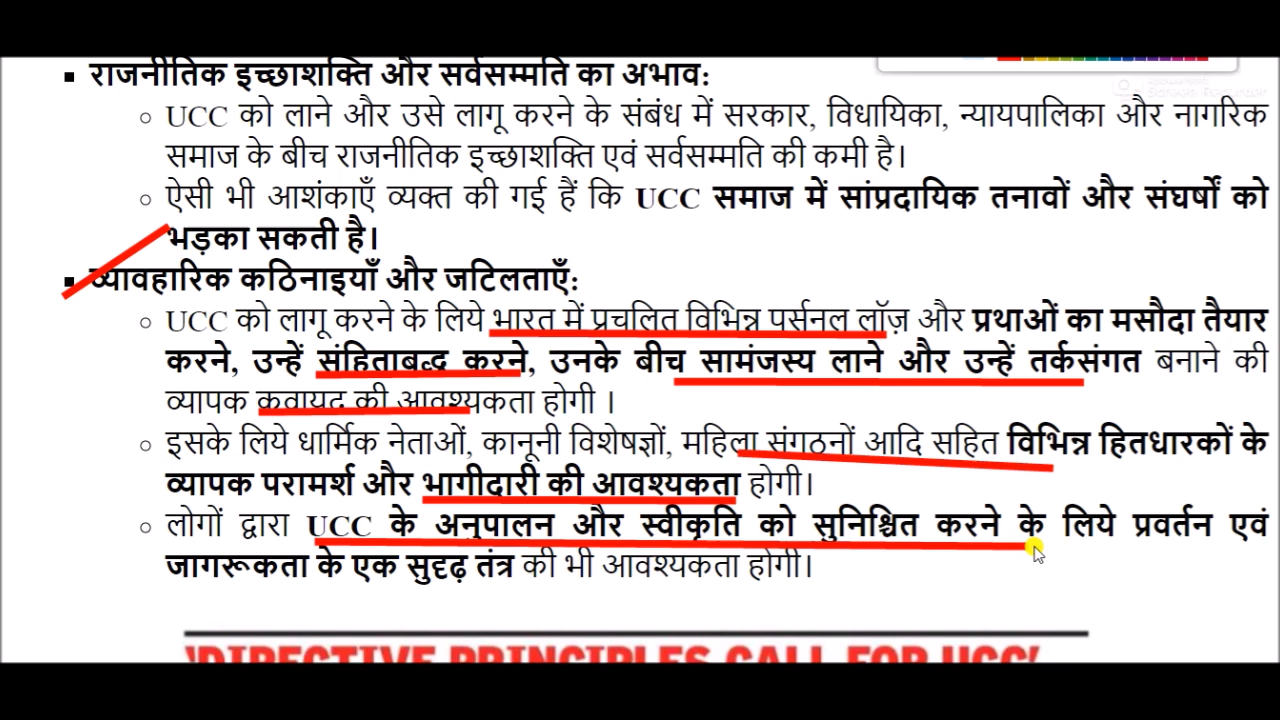 ▪ राजनीतिक इच्छाशक्ति और सर्वसम्मति का अभाव:
○ UCC को लाने और उसे लागू करने के संबंध में सरकार, विधायिका, न्यायपालिका और नागरिक
समाज के बीच राजनीतिक इच्छाशक्ति एवं सर्वसम्मति की कमी है।
○ ऐसी भी आशंकाएँ व्यक्त की गई हैं कि UCC समाज में सांप्रदायिक तनावों और संघर्षों को
भड़का सकती है।
▪ व्यावहारिक कठिनाइयाँ और जटिलताएँ:
○ UCC को लागू करने के लिये भारत में प्रचलित विभिन्न पर्सनल लॉज़ और प्रथाओं का मसौदा तैयार
करने, उन्हें संहिताबद्ध करने, उनके बीच सामंजस्य लाने और उन्हें तर्कसंगत बनाने की
व्यापक कवायद की आवश्यकता होगी ।
○ इसके लिये धार्मिक नेताओं, कानूनी विशेषज्ञों, महिला संगठनों आदि सहित विभिन्न हितधारकों के
व्यापक परामर्श और भागीदारी की आवश्यकता होगी।
○ लोगों द्वारा UCC के अनुपालन और स्वीकृति को सुनिश्चित करने के लिये प्रवर्तन एवं
जागरूकता के एक सुदृढ़ तंत्र की भी आवश्यकता होगी।
'DIRECTIVE PRINCIPLES CALL FOR UCC'